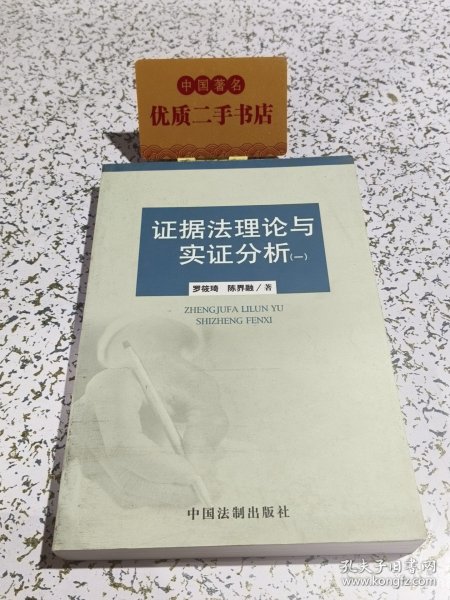 中国著名
优质二手书店
证据法理论与
实证分析(一)
罗筱琦 陈界融/著
ZHENGJUFA LILUN YU
SHIZHENG FENXI
中国法制出版社
孔夫子旧书网
www.kongfz.com